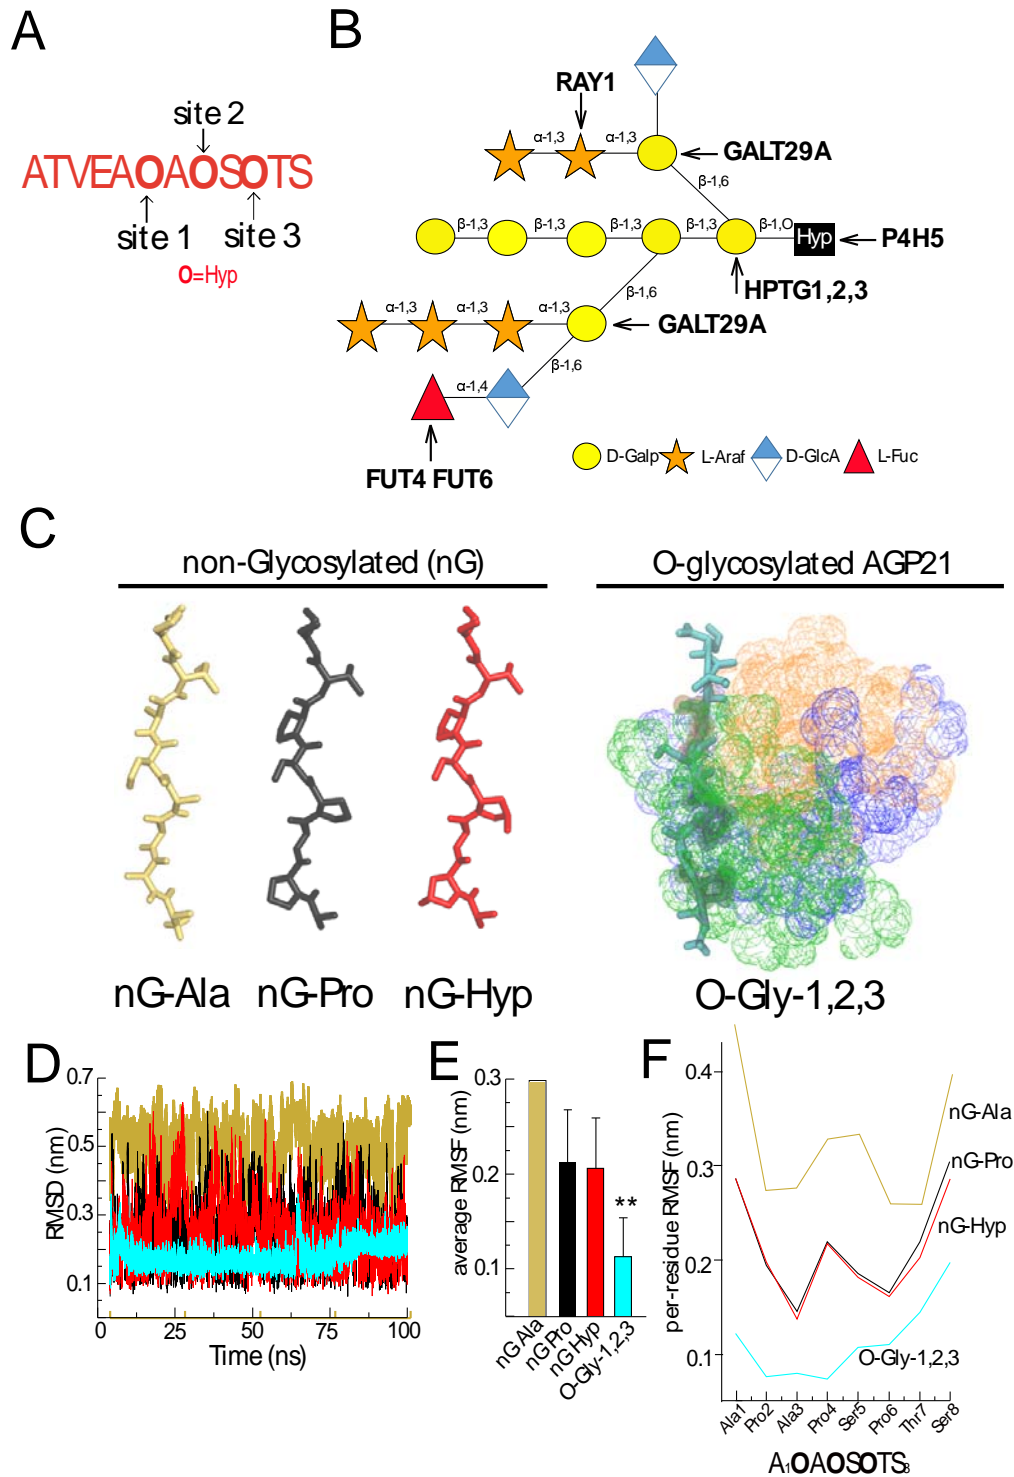 A
site 2
ATVEAOAOSOTS
site 1 site 3
O=Hyp
B
RAY1
α-1,3 α-1,3
GALT29A
β-1,6
β-1,3 β-1,3 β-1,3 β-1,3 β-1,O
Hyp
P4H5
HPTG1,2,3
β-1,6
α-1,3 α-1,3 α-1,3
GALT29A
β-1,6
α-1,4
FUT4 FUT6
D-Galp L-Araf D-GlcA L-Fuc
C
non-Glycosylated (nG)
O-glycosylated AGP21
nG-Ala nG-Pro nG-Hyp
O-Gly-1,2,3
D
RMSD (nm)
0.7
0.5
0.3
0.1
0 25 50 75 100
Time (ns)
E
average RMSF (nm)
0.3
0.2
0.1
**
nG Ala
nG Pro
nG Hyp
O-Gly-1,2,3
F
per-residue RMSF (nm)
0.4
0.3
0.2
0.1
nG-Ala
nG-Pro
nG-Hyp
O-Gly-1,2,3
Ala1 Pro2 Ala3 Pro4 Ser5 Pro6 Thr7 Ser8
A1OAOSOTS8